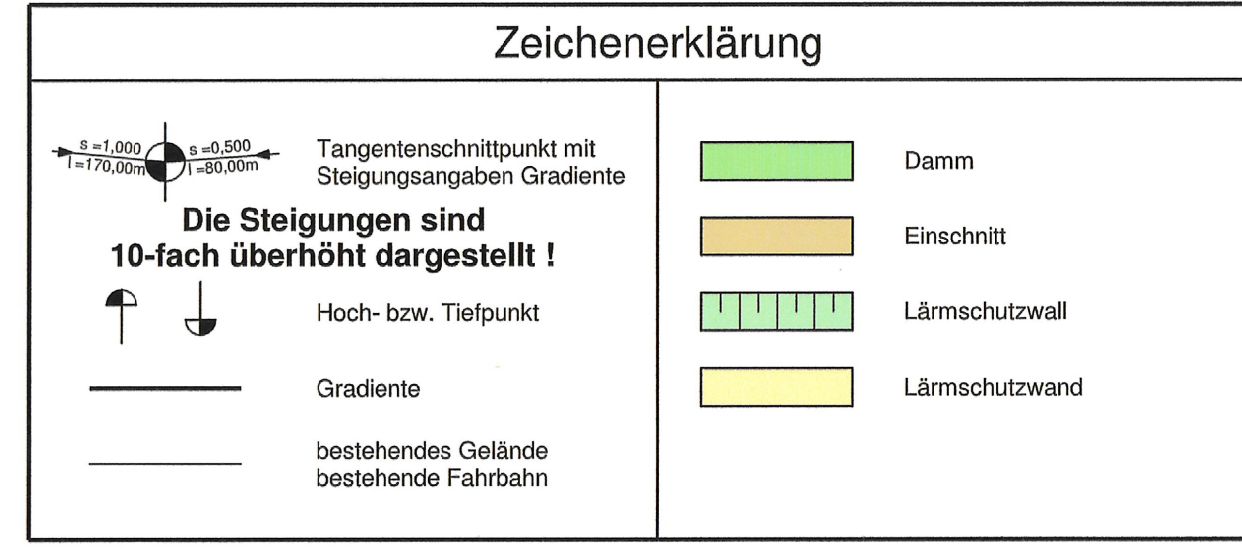 Zeichenerklärung
s =1,000 s =0,500
l =170,00m l =80,00m
Tangentenschnittpunkt mit
Steigungsangaben Gradiente
Die Steigungen sind
10-fach überhöht dargestellt !
Hoch- bzw. Tiefpunkt
Gradiente
bestehendes Gelände
bestehende Fahrbahn
Damm
Einschnitt
Lärmschutzwall
Lärmschutzwand